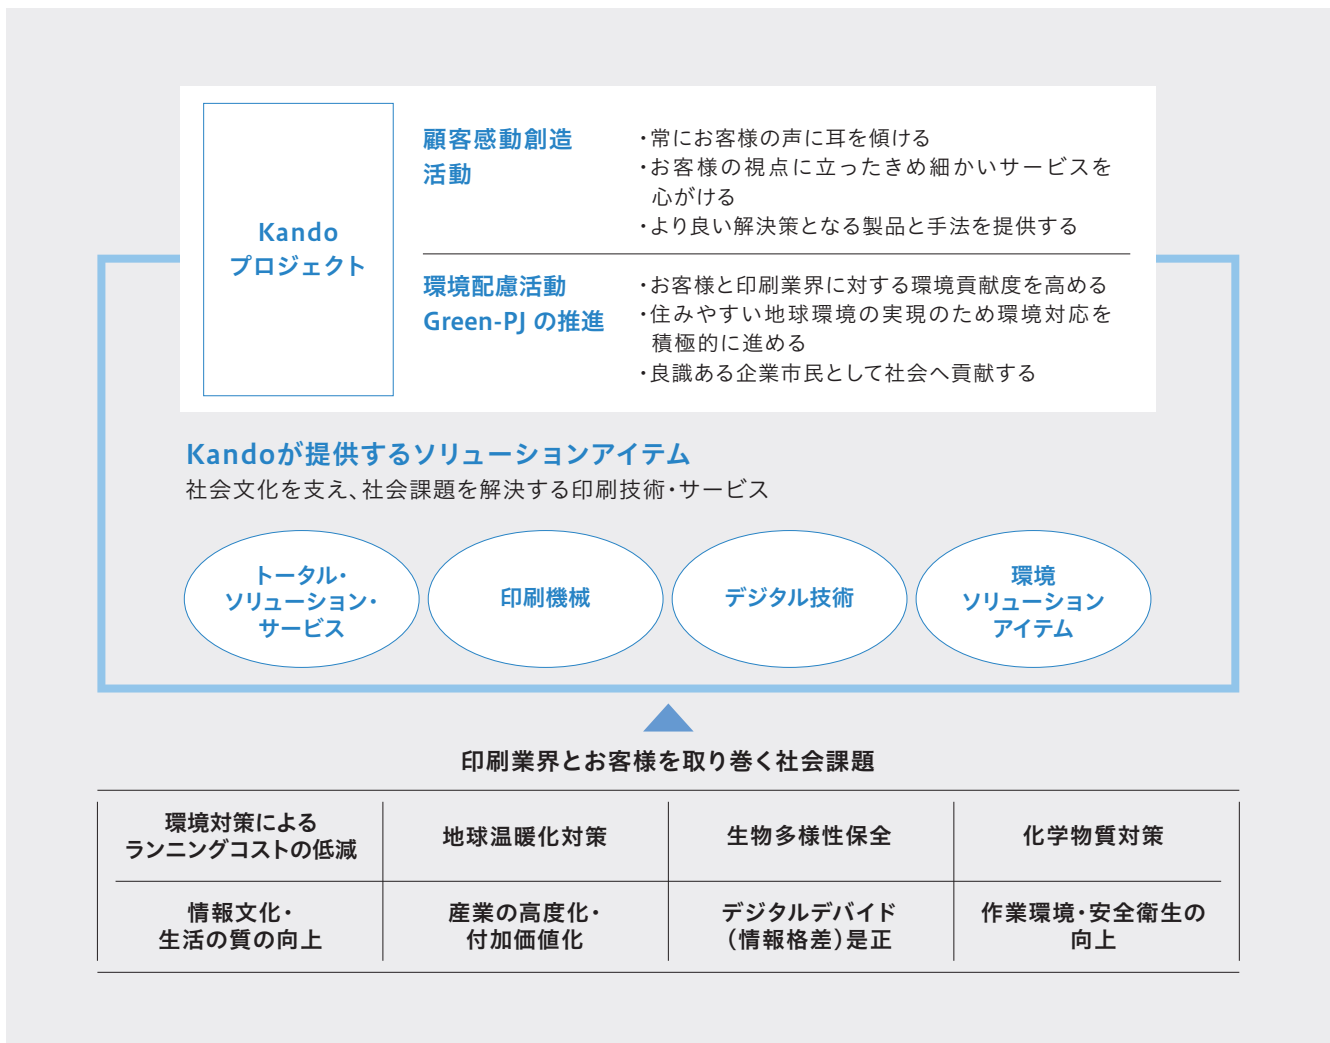 Kando
プロジェクト
顧客感動創造
活動
・常にお客様の声に耳を傾ける
・お客様の視点に立ったきめ細かいサービスを
心がける
・より良い解決策となる製品と手法を提供する
環境配慮活動
Green-PJ の推進
・お客様と印刷業界に対する環境貢献度を高める
・住みやすい地球環境の実現のため環境対応を
積極的に進める
・良識ある企業市民として社会へ貢献する
Kandoが提供するソリューションアイテム
社会文化を支え、社会課題を解決する印刷技術・サービス
トータル・
ソリューション・
サービス
印刷機械
デジタル技術
環境
ソリューション
アイテム
印刷業界とお客様を取り巻く社会課題
環境対策による
ランニングコストの低減
地球温暖化対策
生物多様性保全
化学物質対策
情報文化・
生活の質の向上
産業の高度化・
付加価値化
デジタルデバイド
（情報格差）是正
作業環境・安全衛生の
向上